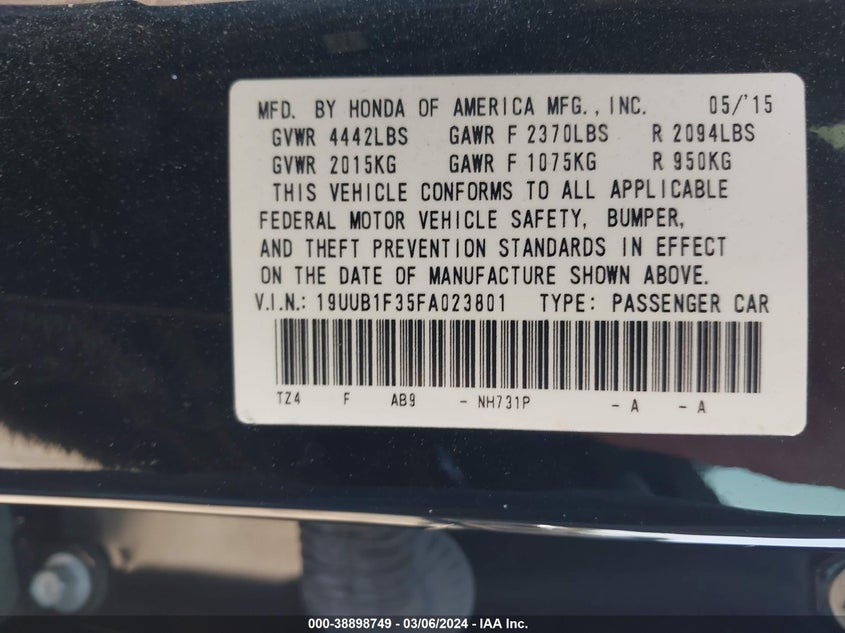 MFD. BY HONDA OF AMERICA MFG., INC. 05/'15
GVWR 4442LBS GAWR F 2370LBS R 2094LBS
GVWR 2015KG GAWR F 1075KG R 950KG
THIS VEHICLE CONFORMS TO ALL APPLICABLE
FEDERAL MOTOR VEHICLE SAFETY, BUMPER,
AND THEFT PREVENTION STANDARDS IN EFFECT
ON THE DATE OF MANUFACTURE SHOWN ABOVE.
V.I.N.: 19UUB1F35FA023801 TYPE: PASSENGER CAR
TZ4 F AB9 - NH731P - A - A
000-38898749 // 03/06/2024 - IAA Inc.